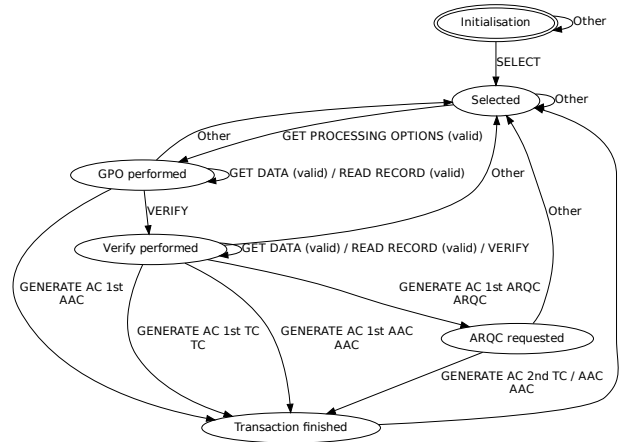 Initialisation
Other
SELECT
Selected
Other
Other
GET PROCESSING OPTIONS (valid)
GPO performed
GET DATA (valid) / READ RECORD (valid)
Other
VERIFY
Other
Verify performed
GET DATA (valid) / READ RECORD (valid) / VERIFY
GENERATE AC 1st
AAC
GENERATE AC 1st ARQC
ARQC
GENERATE AC 1st TC
TC
GENERATE AC 1st AAC
AAC
ARQC requested
GENERATE AC 2nd TC / AAC
AAC
Transaction finished